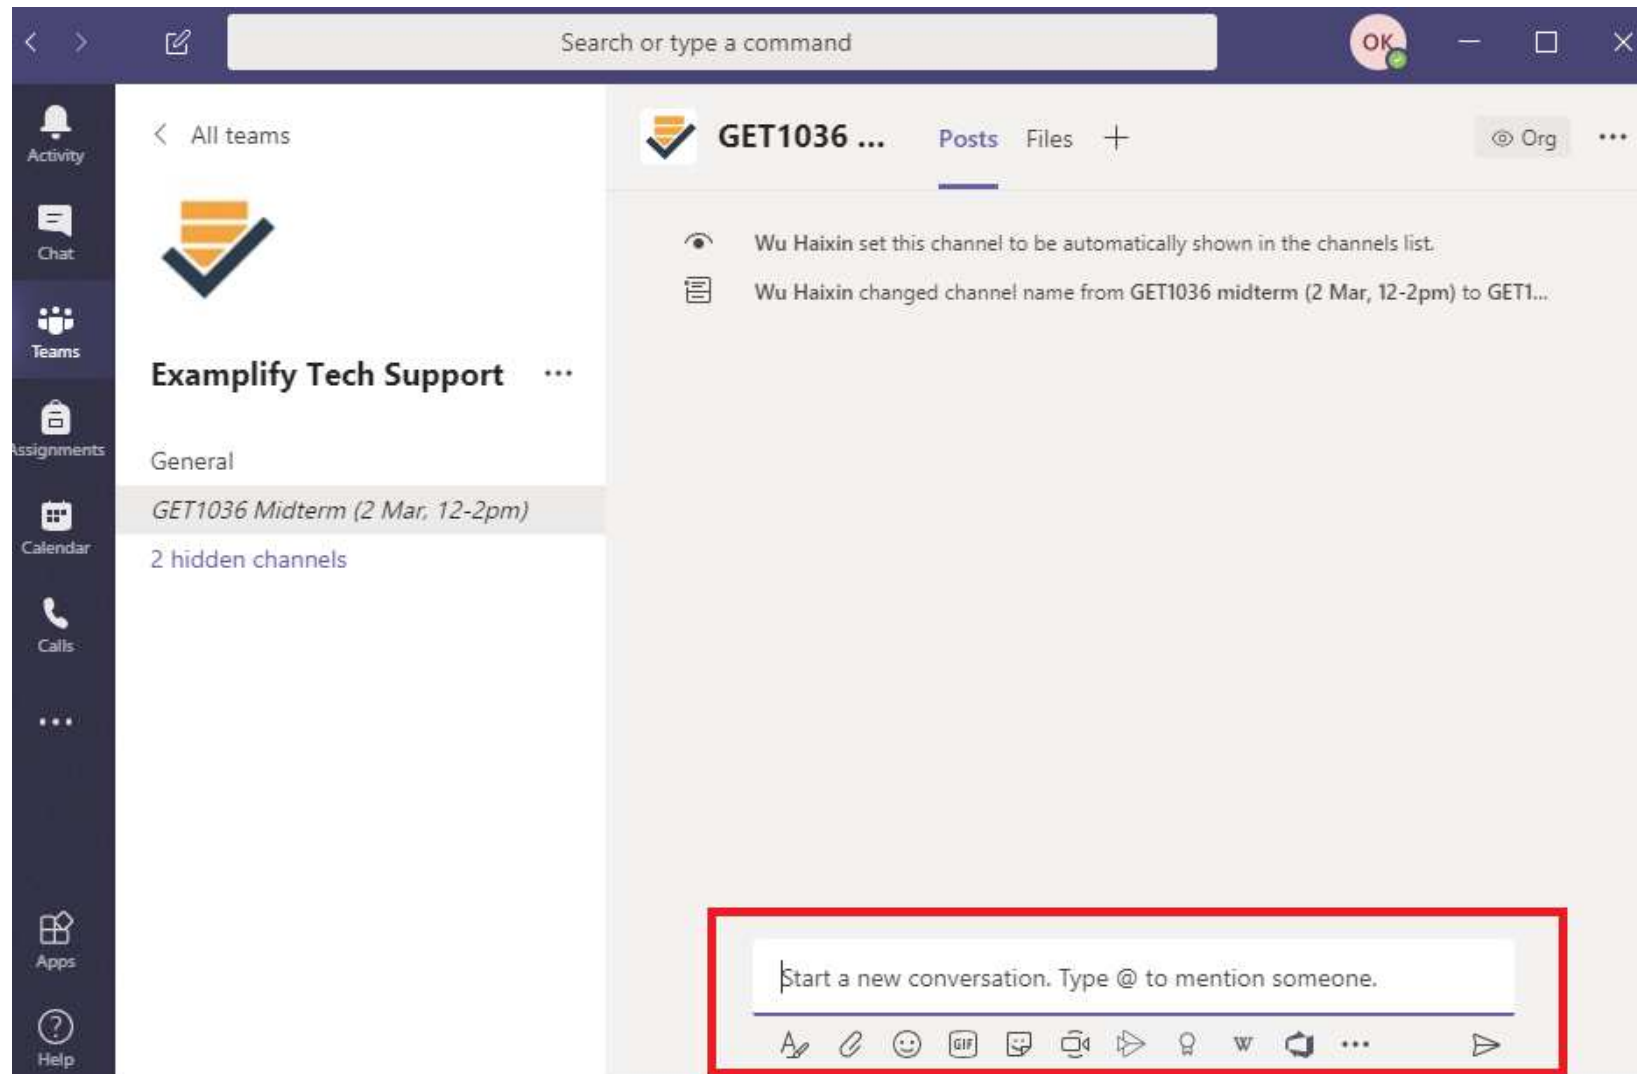 Search or type a command
OK
Activity
Chat
Teams
Assignments
Calendar
Calls
Apps
Help
All teams
Examplify Tech Support
General
GET1036 Midterm (2 Mar, 12-2pm)
2 hidden channels
GET1036 ...
Posts Files
Org
Wu Haixin set this channel to be automatically shown in the channels list.
Wu Haixin changed channel name from GET1036 midterm (2 Mar, 12-2pm) to GET1...
Start a new conversation. Type @ to mention someone.
GIF
W